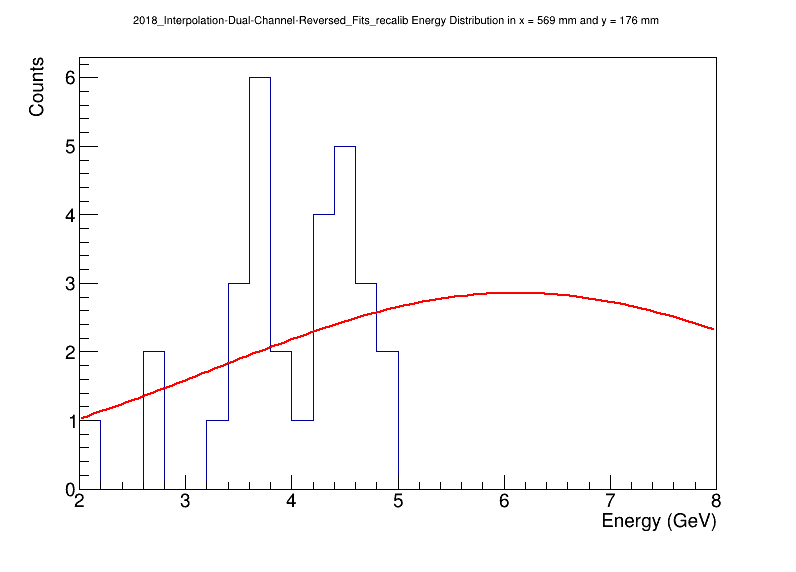 2018_Interpolation-Dual-Channel-Reversed_Fits_recalib Energy Distribution in x = 569 mm and y = 176 mm
Counts
6
5
4
3
2
1
0
2 3 4 5 6 7 8
Energy (GeV)